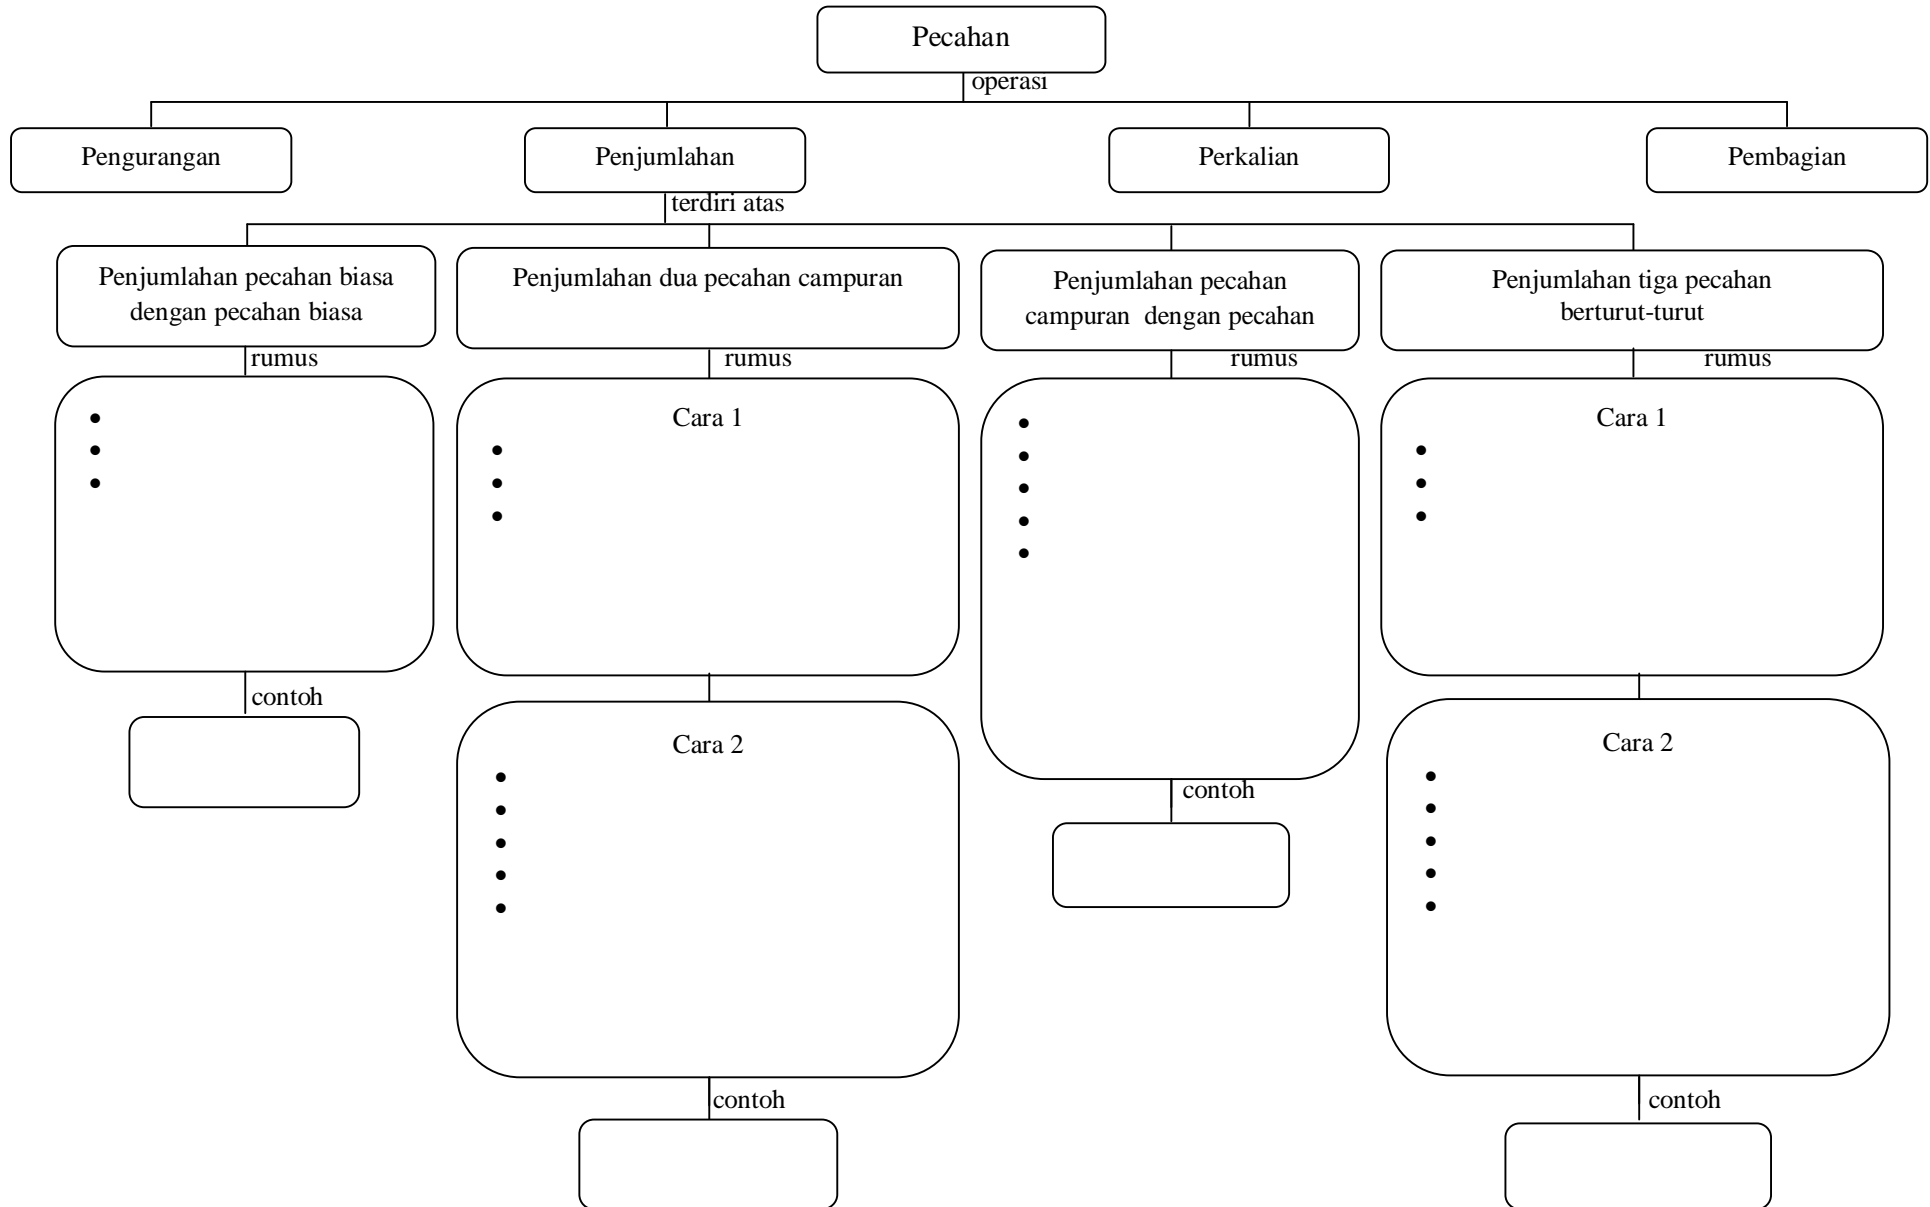 Pecahan
operasi
Pengurangan
Penjumlahan
Perkalian
Pembagian
terdiri atas
Penjumlahan pecahan biasa
dengan pecahan biasa
Penjumlahan dua pecahan campuran
Penjumlahan pecahan
campuran dengan pecahan
Penjumlahan tiga pecahan
berturut-turut
rumus
rumus
rumus
rumus
•
•
•
Cara 1
•
•
•
•
•
•
•
•
Cara 1
•
•
•
contoh
Cara 2
•
•
•
•
•
contoh
Cara 2
•
•
•
•
•
contoh
contoh